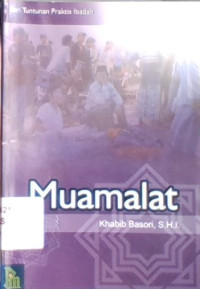 Seri Tuntunan Praktis Ibadah
Muamalat
Khabib Basori, S.H.I.